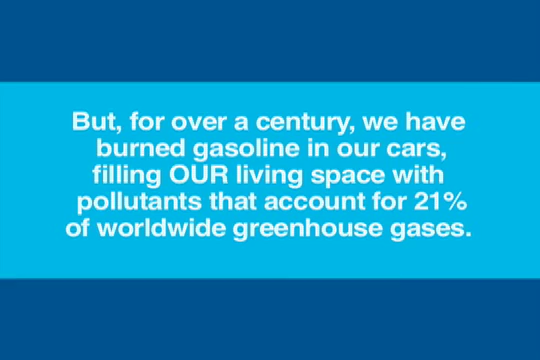 But, for over a century, we have
burned gasoline in our cars,
filling OUR living space with
pollutants that account for 21%
of worldwide greenhouse gases.